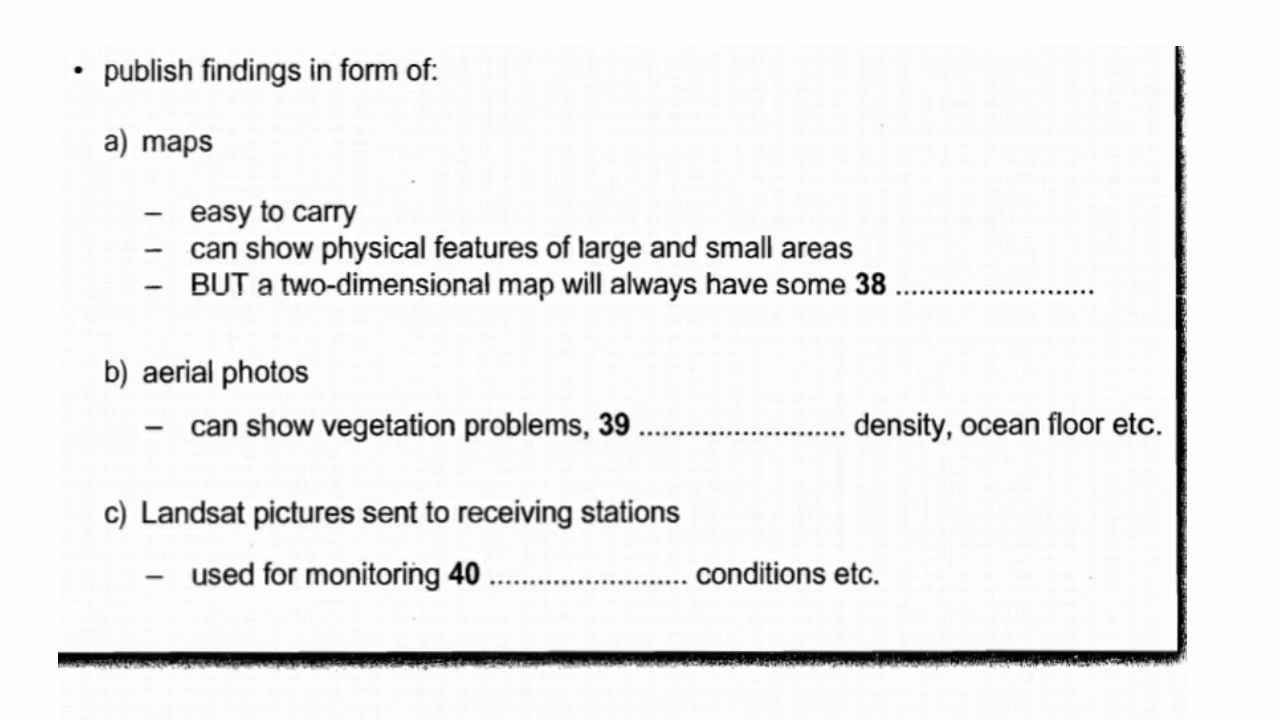 • publish findings in form of:
a) maps
– easy to carry
– can show physical features of large and small areas
– BUT a two-dimensional map will always have some 38 .........................
b) aerial photos
– can show vegetation problems, 39 .......................... density, ocean floor etc.
c) Landsat pictures sent to receiving stations
– used for monitoring 40 ......................... conditions etc.